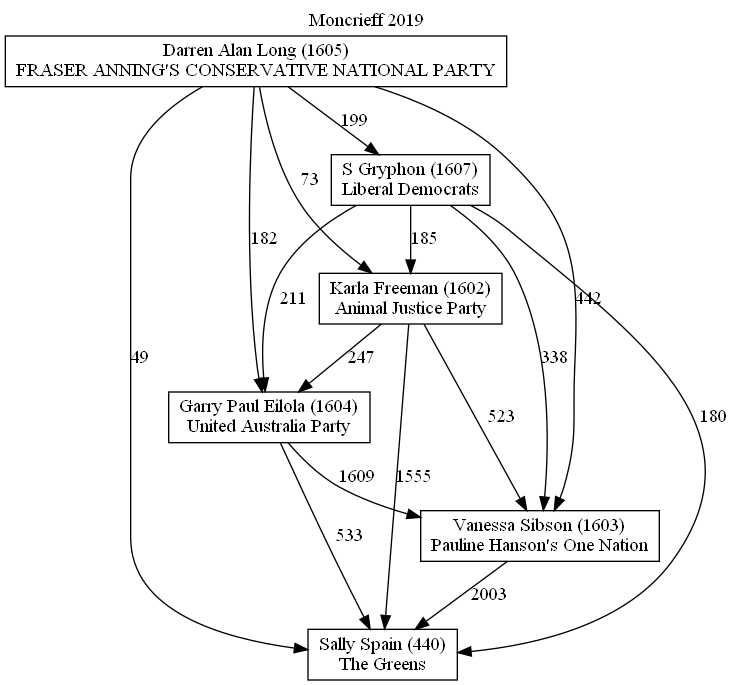 Moncrieff 2019
Darren Alan Long (1605)
FRASER ANNING'S CONSERVATIVE NATIONAL PARTY
199
S Gryphon (1607)
Liberal Democrats
73
182
185
211
442
Karla Freeman (1602)
Animal Justice Party
49
247
338
Garry Paul Eilola (1604)
United Australia Party
523
180
1609
1555
Vanessa Sibson (1603)
Pauline Hanson's One Nation
533
2003
Sally Spain (440)
The Greens